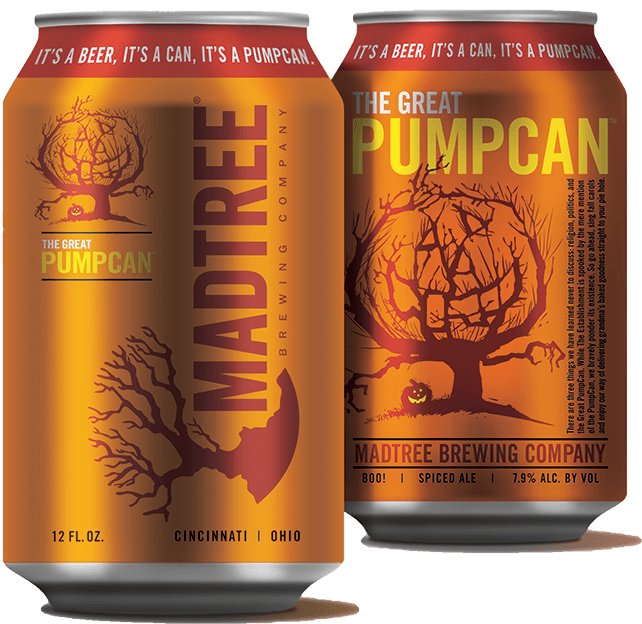 IT'S A BEER, IT'S A CAN, IT'S A PUMPCAN.
THE GREAT
PUMPCAN™
MADTREE®
BREWING COMPANY
12 FL. OZ.
CINCINNATI | OHIO
IT'S A BEER, IT'S A CAN, IT'S A PUMPCAN.
THE GREAT
PUMPCAN™
There are three things we have learned never to discuss: religion, politics, and
the Great PumpCan. While The Establishment is spooked by the mere mention
of the PumpCan, we bravely ponder its existence. So go ahead, sing fall carols
and enjoy our way of delivering grandma's baked goodness straight to your pie hole.
MADTREE BREWING COMPANY
BOO! | SPICED ALE | 7.9% ALC. BY VOL